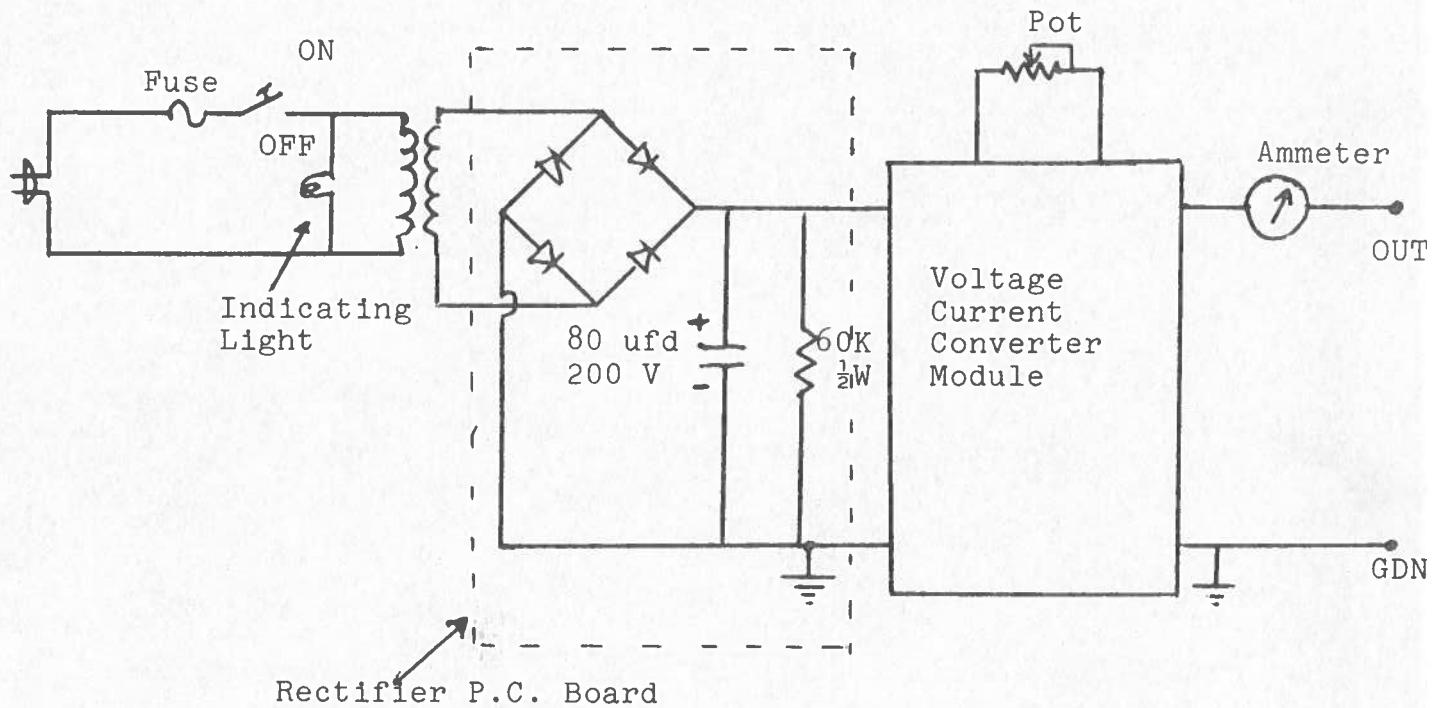 Pot
ON
Fuse
OFF
Ammeter
OUT
Indicating
Light
80 ufd
200 V
+
-
60K
½W
Voltage
Current
Converter
Module
GDN
Rectifier P.C. Board